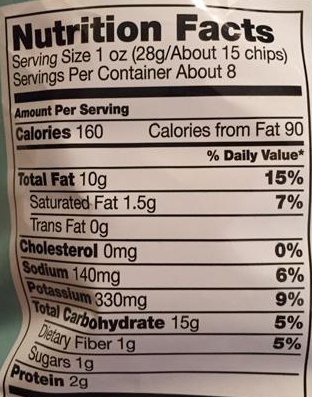 Nutrition Facts
Serving Size 1 oz (28g/About 15 chips)
Servings Per Container About 8
Amount Per Serving
Calories 160 Calories from Fat 90
% Daily Value*
Total Fat 10g 15%
Saturated Fat 1.5g 7%
Trans Fat 0g
Cholesterol 0mg 0%
Sodium 140mg 6%
Potassium 330mg 9%
Total Carbohydrate 15g 5%
Dietary Fiber 1g 5%
Sugars 1g
Protein 2g